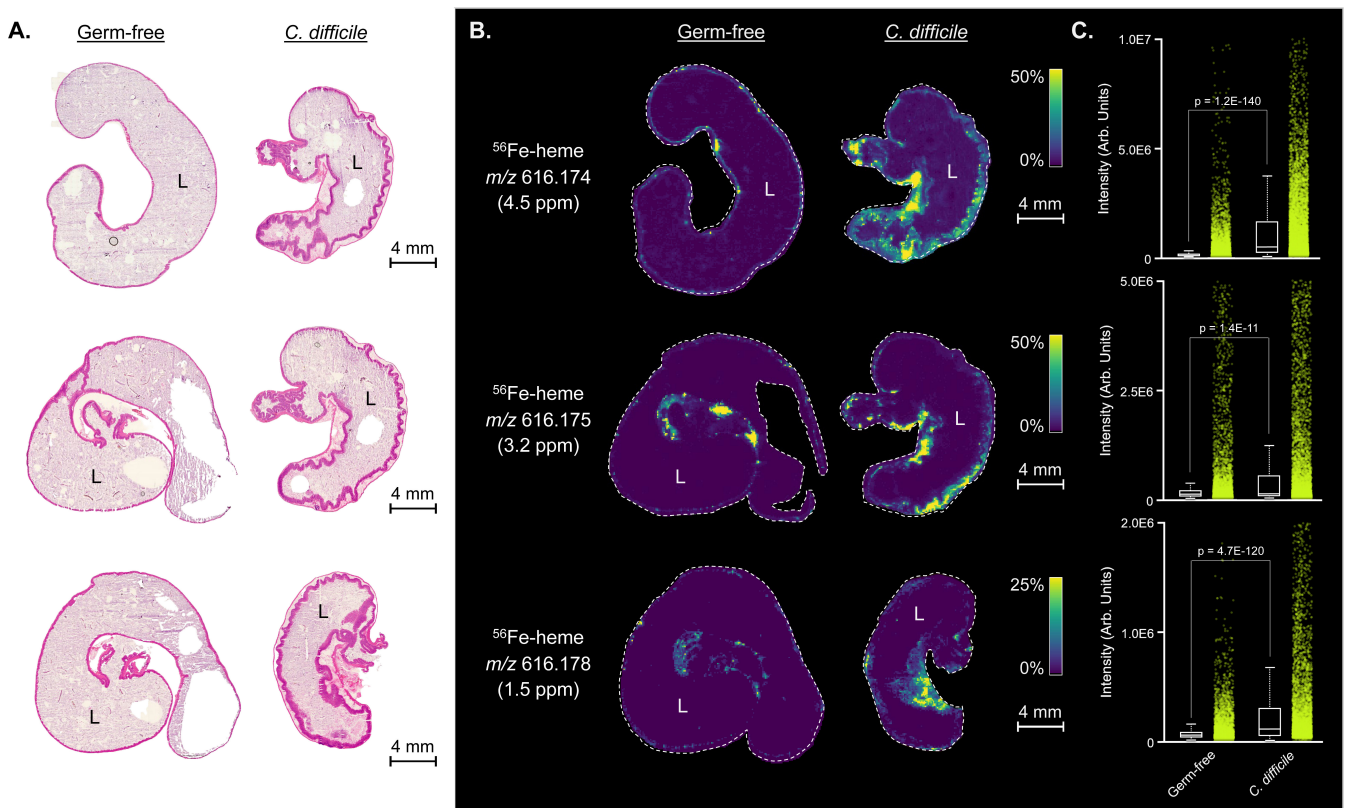 A.
Germ-free
C. difficile
L
L
4 mm
L
L
4 mm
L
L
4 mm
B.
Germ-free
C. difficile
⁵⁶Fe-heme
m/z 616.174
(4.5 ppm)
L
L
50%
0%
4 mm
⁵⁶Fe-heme
m/z 616.175
(3.2 ppm)
L
L
50%
0%
4 mm
⁵⁶Fe-heme
m/z 616.178
(1.5 ppm)
L
L
25%
0%
4 mm
C.
Intensity (Arb. Units)
1.0E7
5.0E6
0
p = 1.2E-140
Intensity (Arb. Units)
5.0E6
2.5E6
0
p = 1.4E-11
Intensity (Arb. Units)
2.0E6
1.0E6
0
p = 4.7E-120
Germ-free
C. difficile